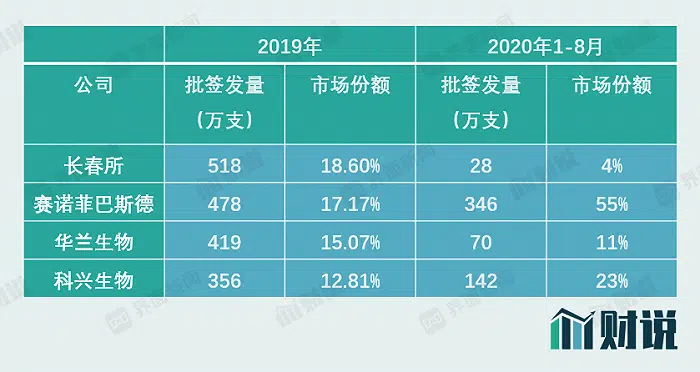 2019年 2020年1-8月
公司 批签发量 市场份额 批签发量 市场份额
（万支） （万支）
长春所 518 18.60% 28 4%
赛诺菲巴斯德 478 17.17% 346 55%
华兰生物 419 15.07% 70 11%
科兴生物 356 12.81% 142 23%
财说